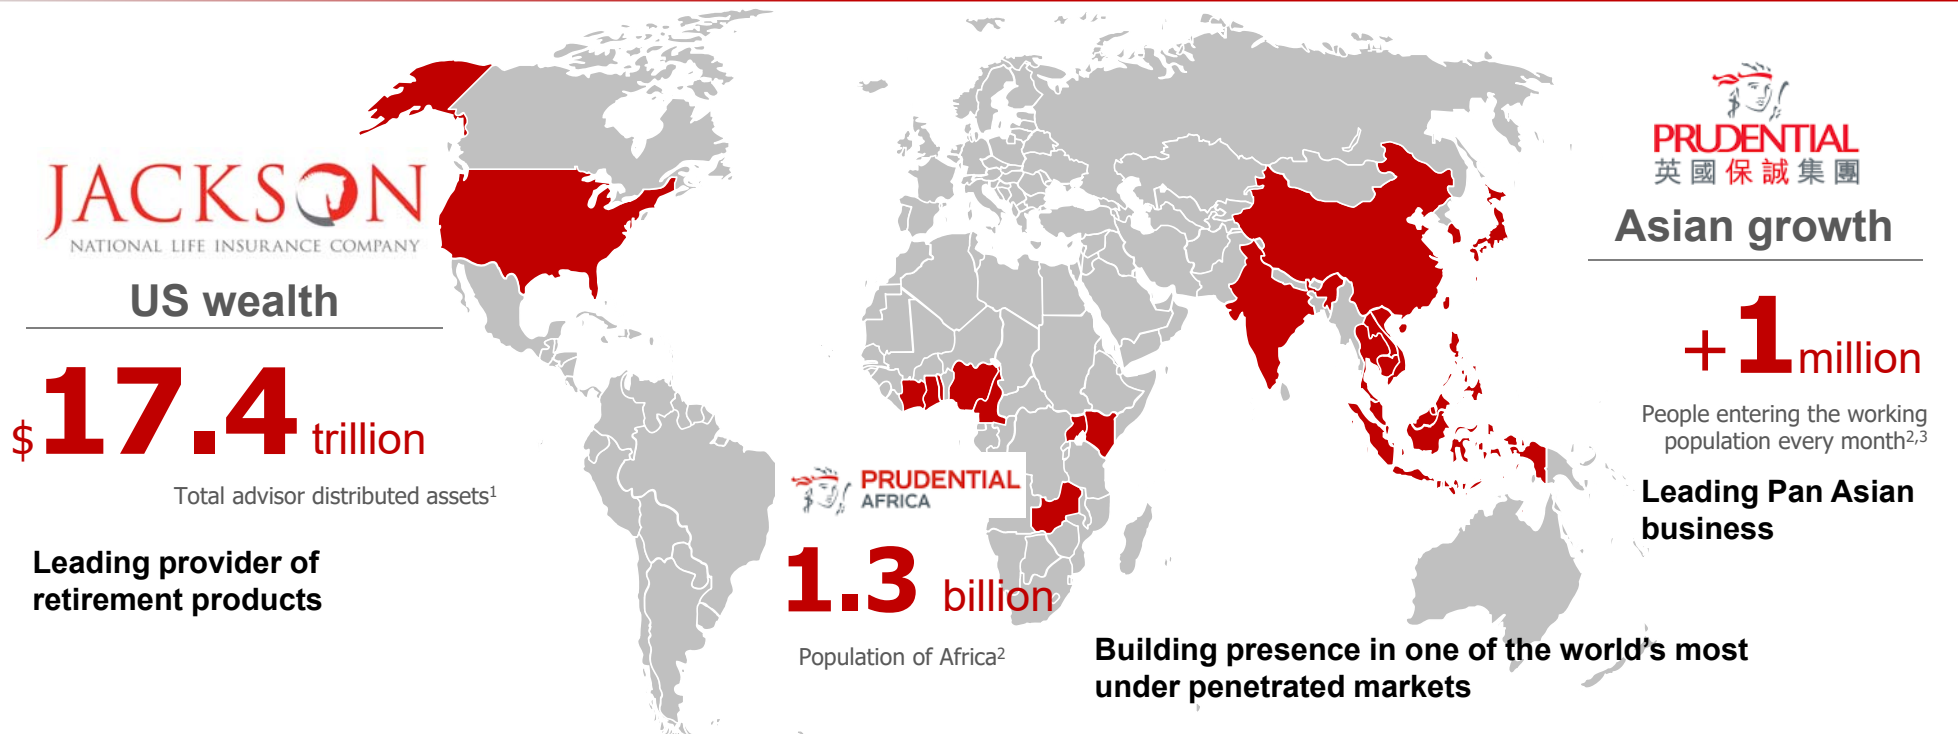 JACKSON
NATIONAL LIFE INSURANCE COMPANY
US wealth
$17.4 trillion
Total advisor distributed assets1
Leading provider of
retirement products
PRUDENTIAL
AFRICA
1.3 billion
Population of Africa2
Building presence in one of the world's most
under penetrated markets
PRUDENTIAL
英國保誠集團
Asian growth
+1 million
People entering the working
population every month2,3
Leading Pan Asian
business